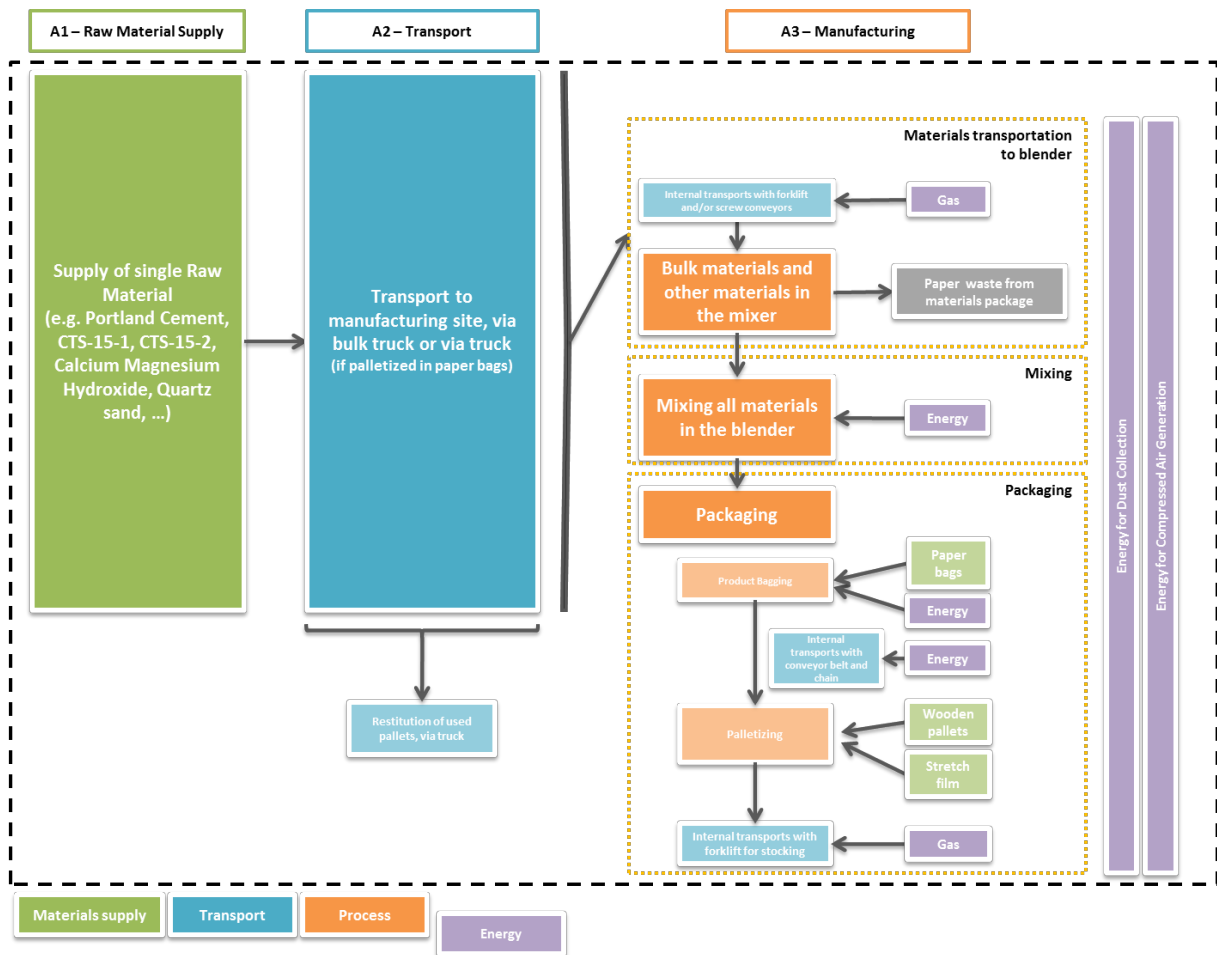 A1 – Raw Material Supply
A2 – Transport
A3 – Manufacturing
Supply of single Raw
Material
(e.g. Portland Cement,
CTS-15-1, CTS-15-2,
Calcium Magnesium
Hydroxide, Quartz
sand, …)
Transport to
manufacturing site, via
bulk truck or via truck
(if palletized in paper bags)
Restitution of used
pallets, via truck
Materials transportation
to blender
Internal transports with forklift
and/or screw conveyors
Gas
Bulk materials and
other materials in
the mixer
Paper waste from
materials package
Mixing
Mixing all materials
in the blender
Energy
Packaging
Packaging
Product Bagging
Paper
bags
Energy
Internal
transports with
conveyor belt and
chain
Energy
Palletizing
Wooden
pallets
Stretch
film
Internal transports with
forklift for stocking
Gas
Energy for Dust Collection
Energy for Compressed Air Generation
Materials supply
Transport
Process
Energy